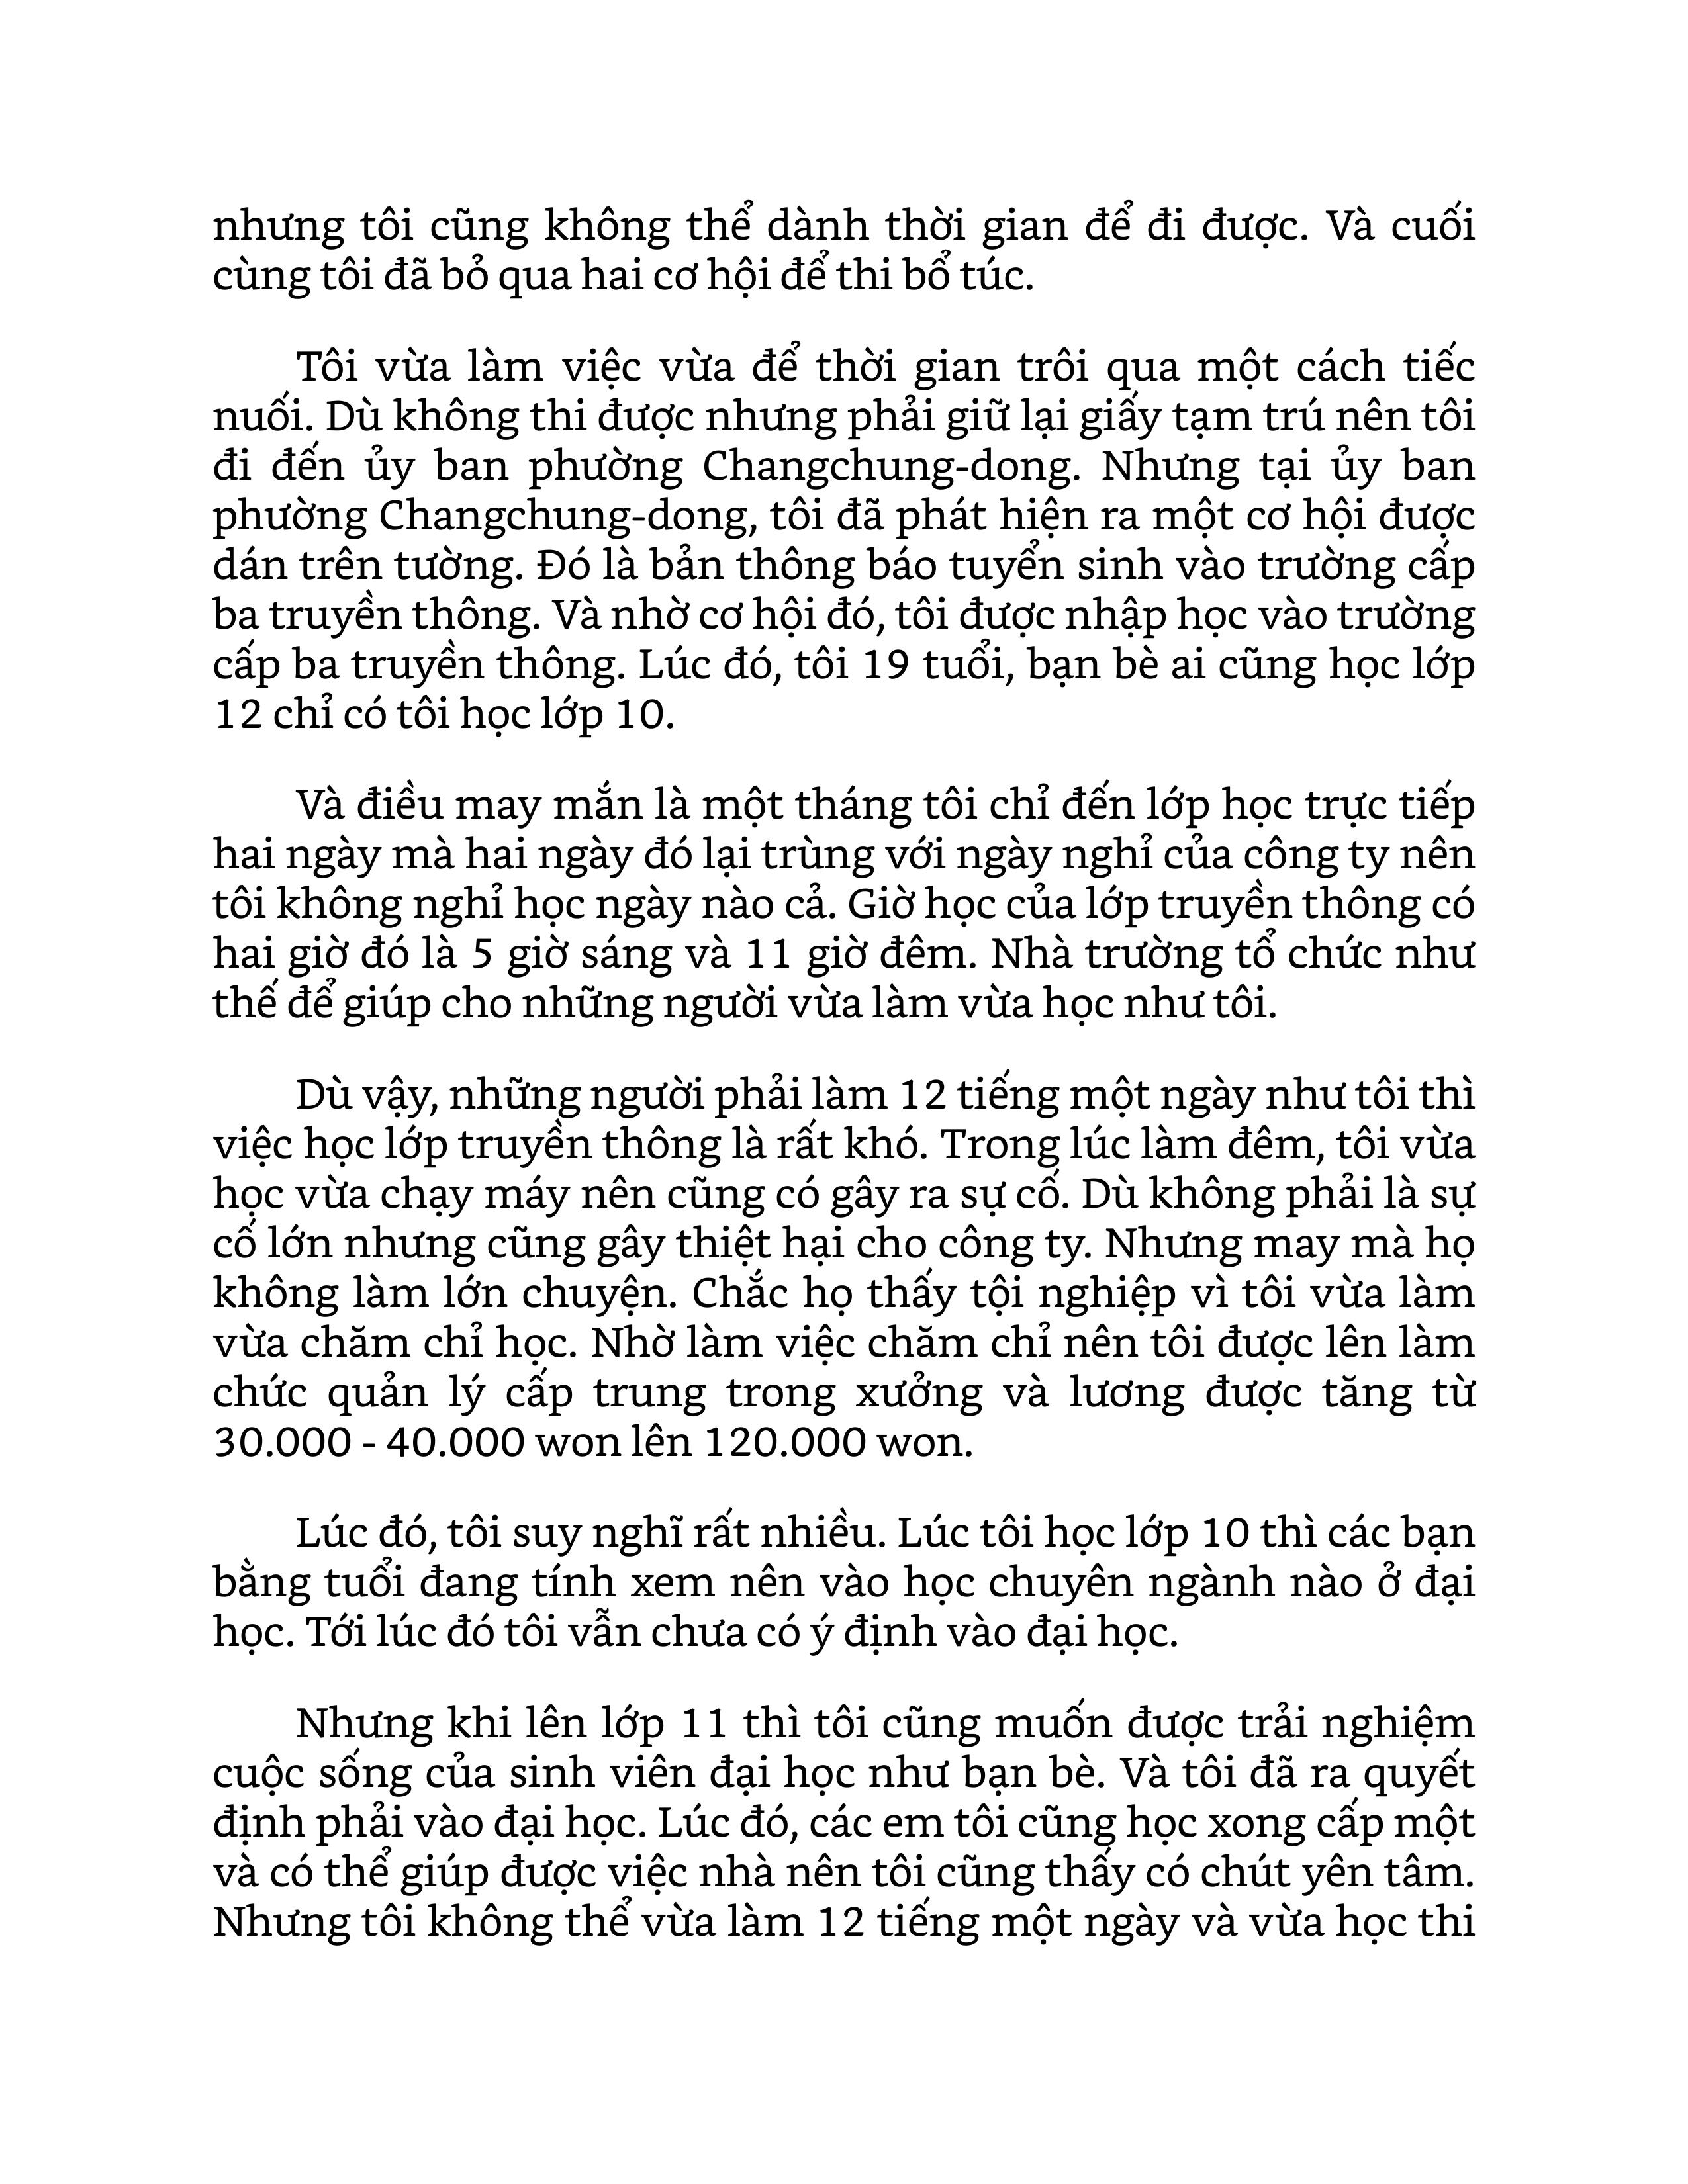 nhưng tôi cũng không thể dành thời gian để đi được. Và cuối
cùng tôi đã bỏ qua hai cơ hội để thi bổ túc.
Tôi vừa làm việc vừa để thời gian trôi qua một cách tiếc
nuối. Dù không thi được nhưng phải giữ lại giấy tạm trú nên tôi
đi đến ủy ban phường Changchung-dong. Nhưng tại ủy ban
phường Changchung-dong, tôi đã phát hiện ra một cơ hội được
dán trên tường. Đó là bản thông báo tuyển sinh vào trường cấp
ba truyền thông. Và nhờ cơ hội đó, tôi được nhập học vào trường
cấp ba truyền thông. Lúc đó, tôi 19 tuổi, bạn bè ai cũng học lớp
12 chỉ có tôi học lớp 10.
Và điều may mắn là một tháng tôi chỉ đến lớp học trực tiếp
hai ngày mà hai ngày đó lại trùng với ngày nghỉ của công ty nên
tôi không nghỉ học ngày nào cả. Giờ học của lớp truyền thông có
hai giờ đó là 5 giờ sáng và 11 giờ đêm. Nhà trường tổ chức như
thế để giúp cho những người vừa làm vừa học như tôi.
Dù vậy, những người phải làm 12 tiếng một ngày như tôi thì
việc học lớp truyền thông là rất khó. Trong lúc làm đêm, tôi vừa
học vừa chạy máy nên cũng có gây ra sự cố. Dù không phải là sự
cố lớn nhưng cũng gây thiệt hại cho công ty. Nhưng may mà họ
không làm lớn chuyện. Chắc họ thấy tội nghiệp vì tôi vừa làm
vừa chăm chỉ học. Nhờ làm việc chăm chỉ nên tôi được lên làm
chức quản lý cấp trung trong xưởng và lương được tăng từ
30.000 - 40.000 won lên 120.000 won.
Lúc đó, tôi suy nghĩ rất nhiều. Lúc tôi học lớp 10 thì các bạn
bằng tuổi đang tính xem nên vào học chuyên ngành nào ở đại
học. Tới lúc đó tôi vẫn chưa có ý định vào đại học.
Nhưng khi lên lớp 11 thì tôi cũng muốn được trải nghiệm
cuộc sống của sinh viên đại học như bạn bè. Và tôi đã ra quyết
định phải vào đại học. Lúc đó, các em tôi cũng học xong cấp một
và có thể giúp được việc nhà nên tôi cũng thấy có chút yên tâm.
Nhưng tôi không thể vừa làm 12 tiếng một ngày và vừa học thi